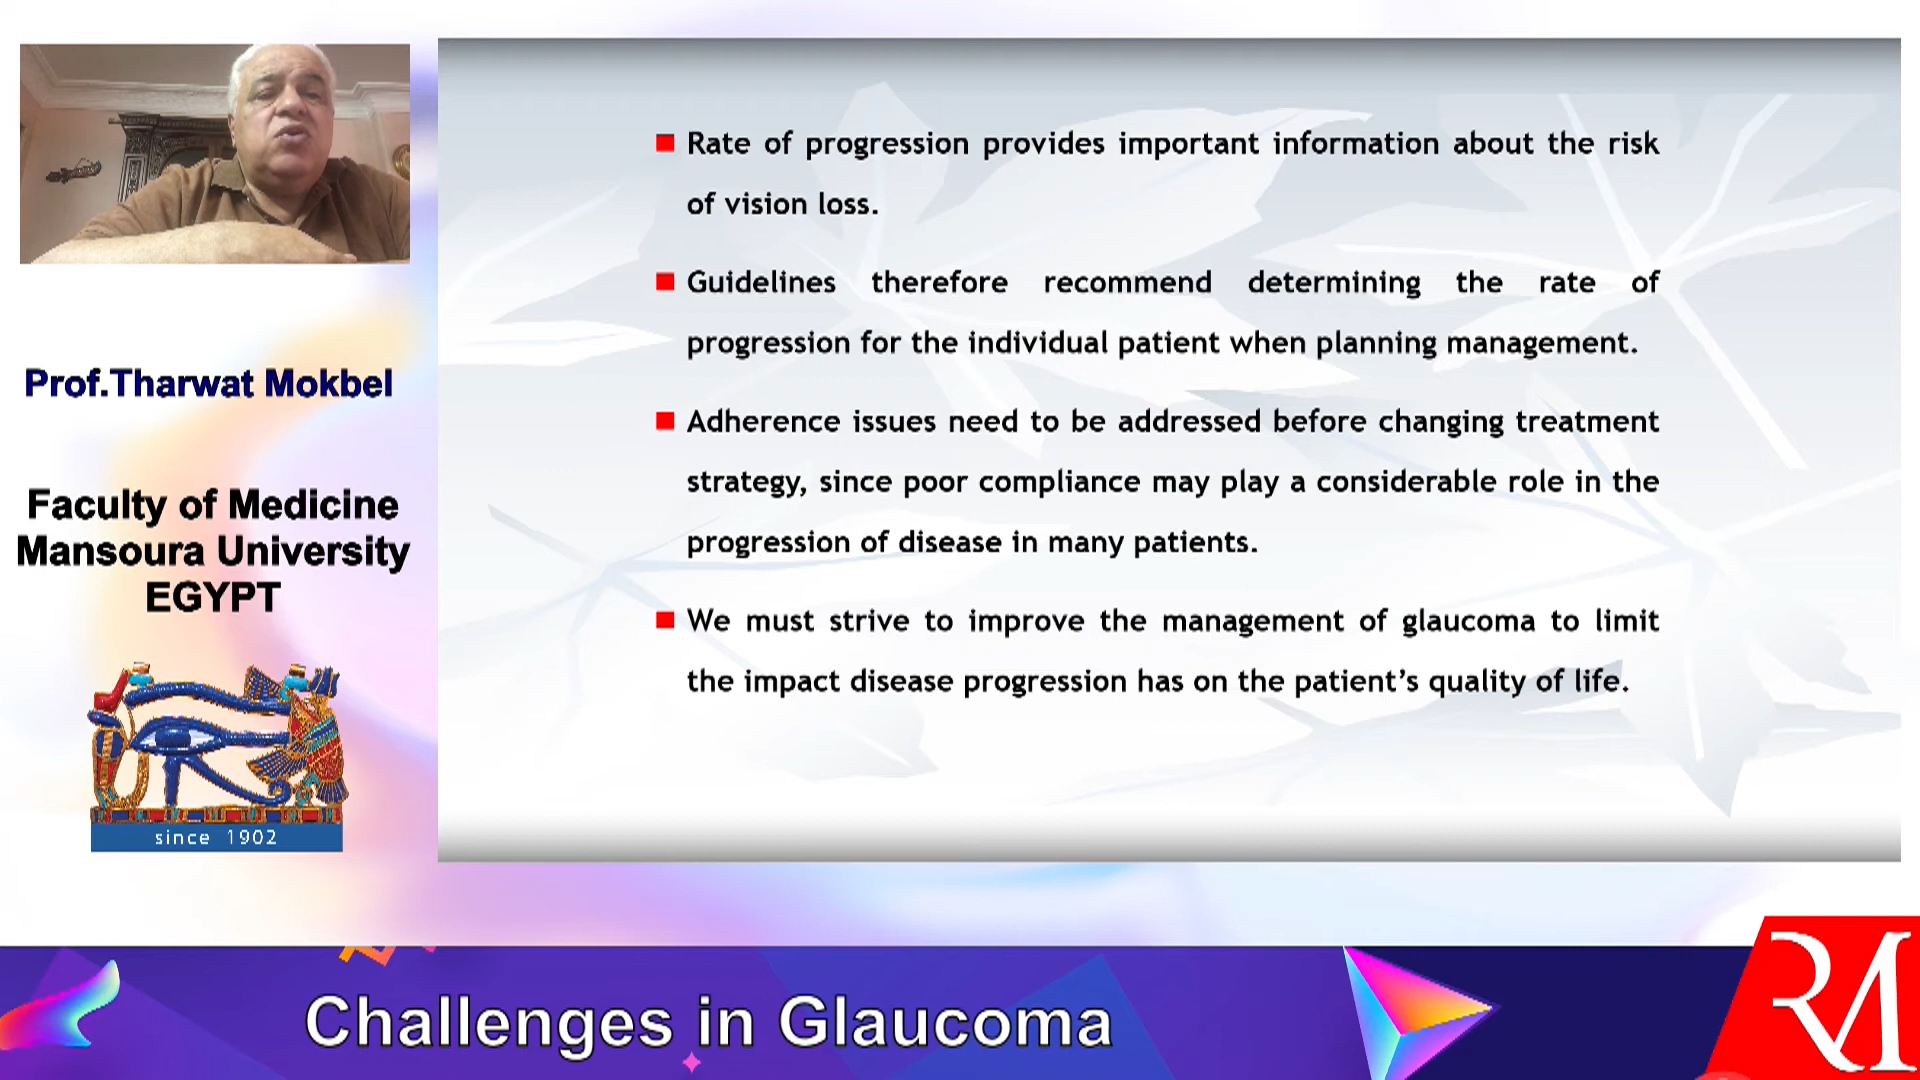 Prof.Tharwat Mokbel
Faculty of Medicine
Mansoura University
EGYPT
since 1902
Rate of progression provides important information about the risk
of vision loss.
Guidelines therefore recommend determining the rate of
progression for the individual patient when planning management.
Adherence issues need to be addressed before changing treatment
strategy, since poor compliance may play a considerable role in the
progression of disease in many patients.
We must strive to improve the management of glaucoma to limit
the impact disease progression has on the patient’s quality of life.
Challenges in Glaucoma
RM